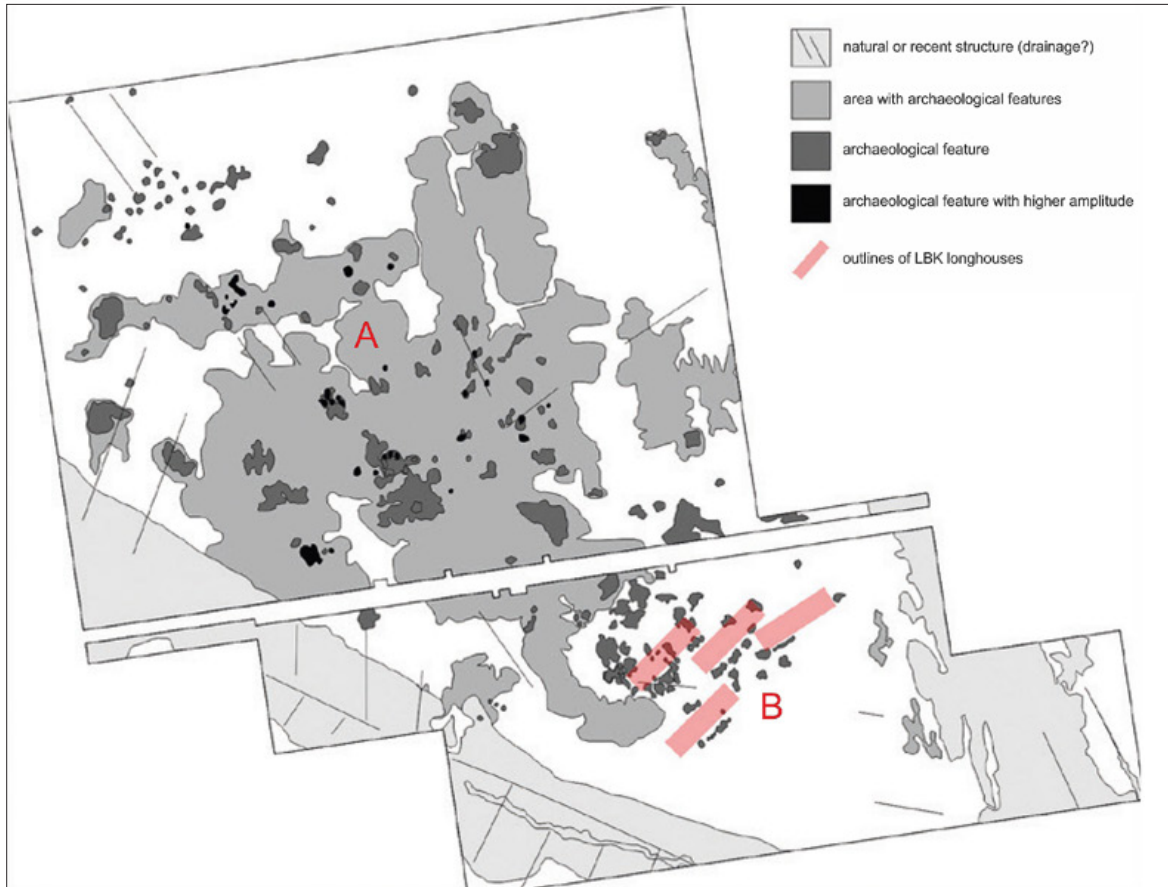 natural or recent structure (drainage?)
area with archaeological features
archaeological feature
archaeological feature with higher amplitude
outlines of LBK longhouses
A
B